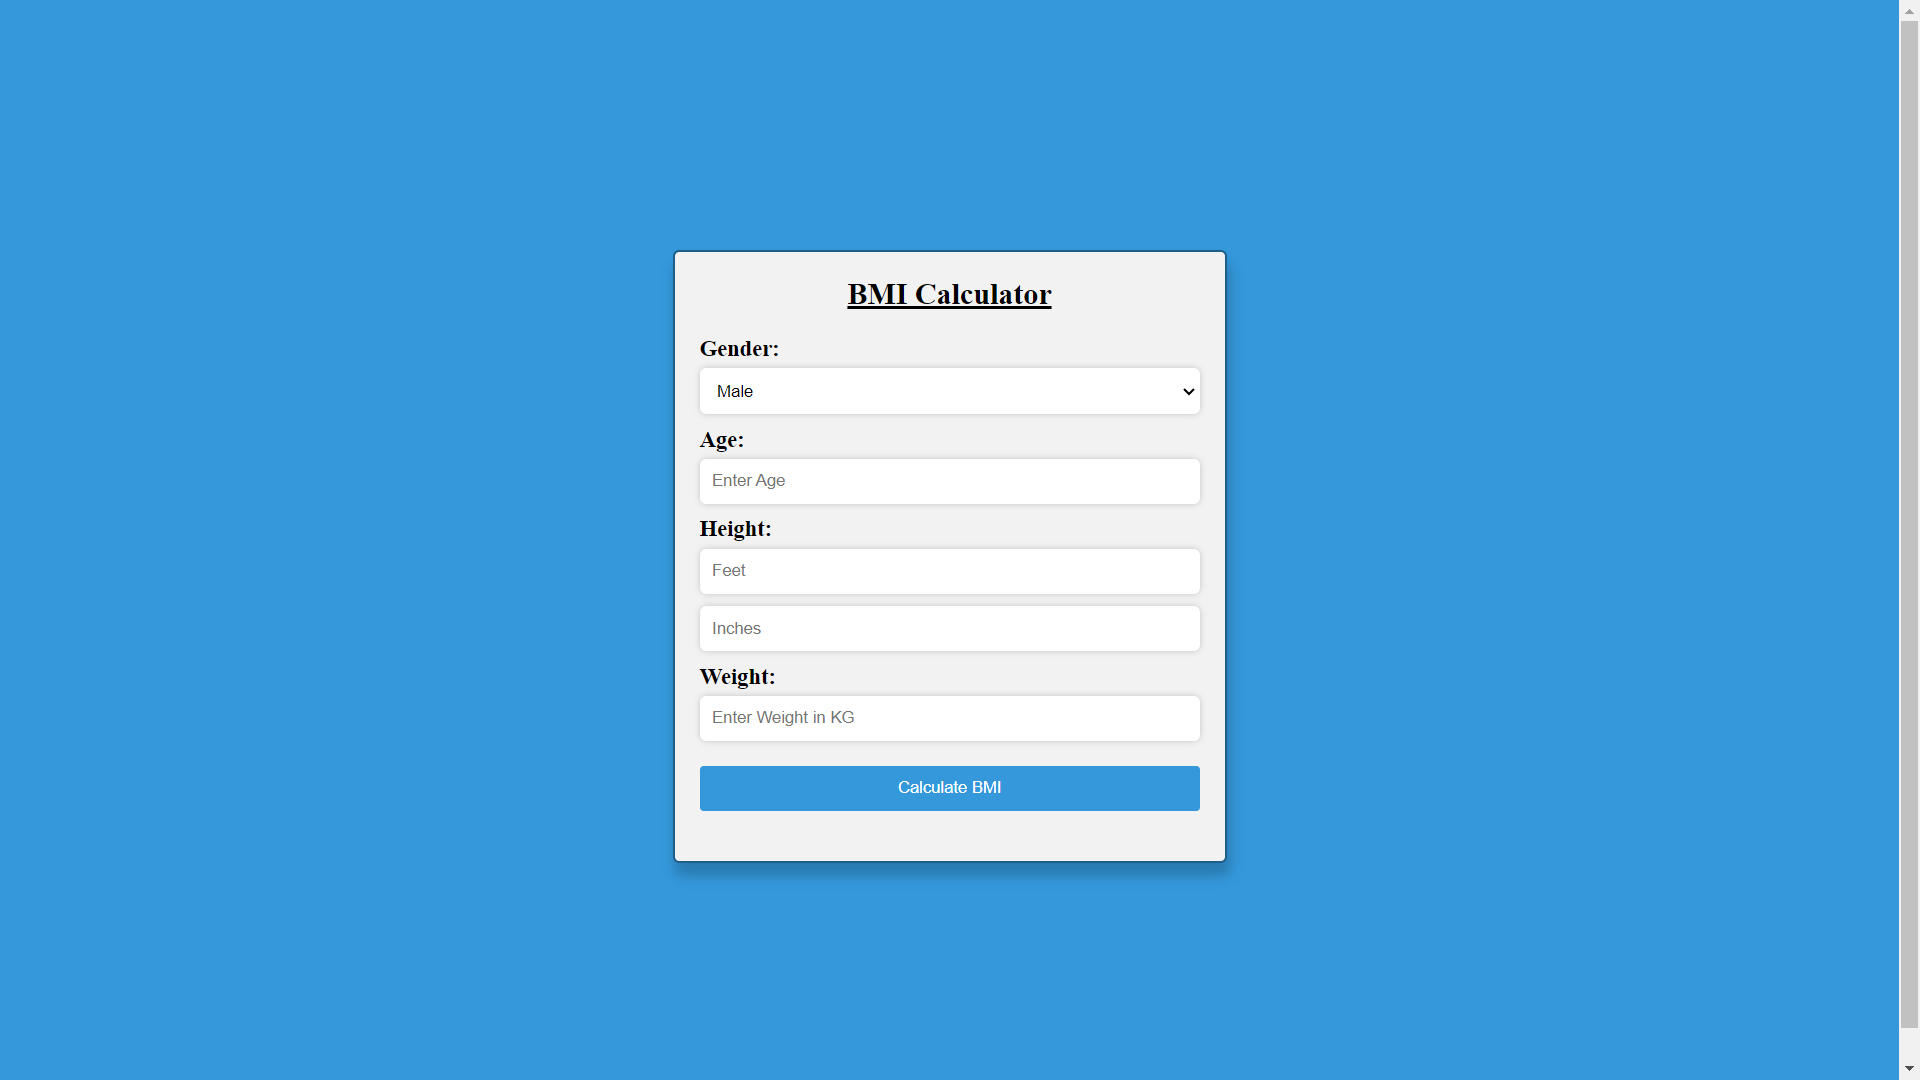 BMI Calculator
Gender:
Male
Age:
Enter Age
Height:
Feet
Inches
Weight:
Enter Weight in KG
Calculate BMI